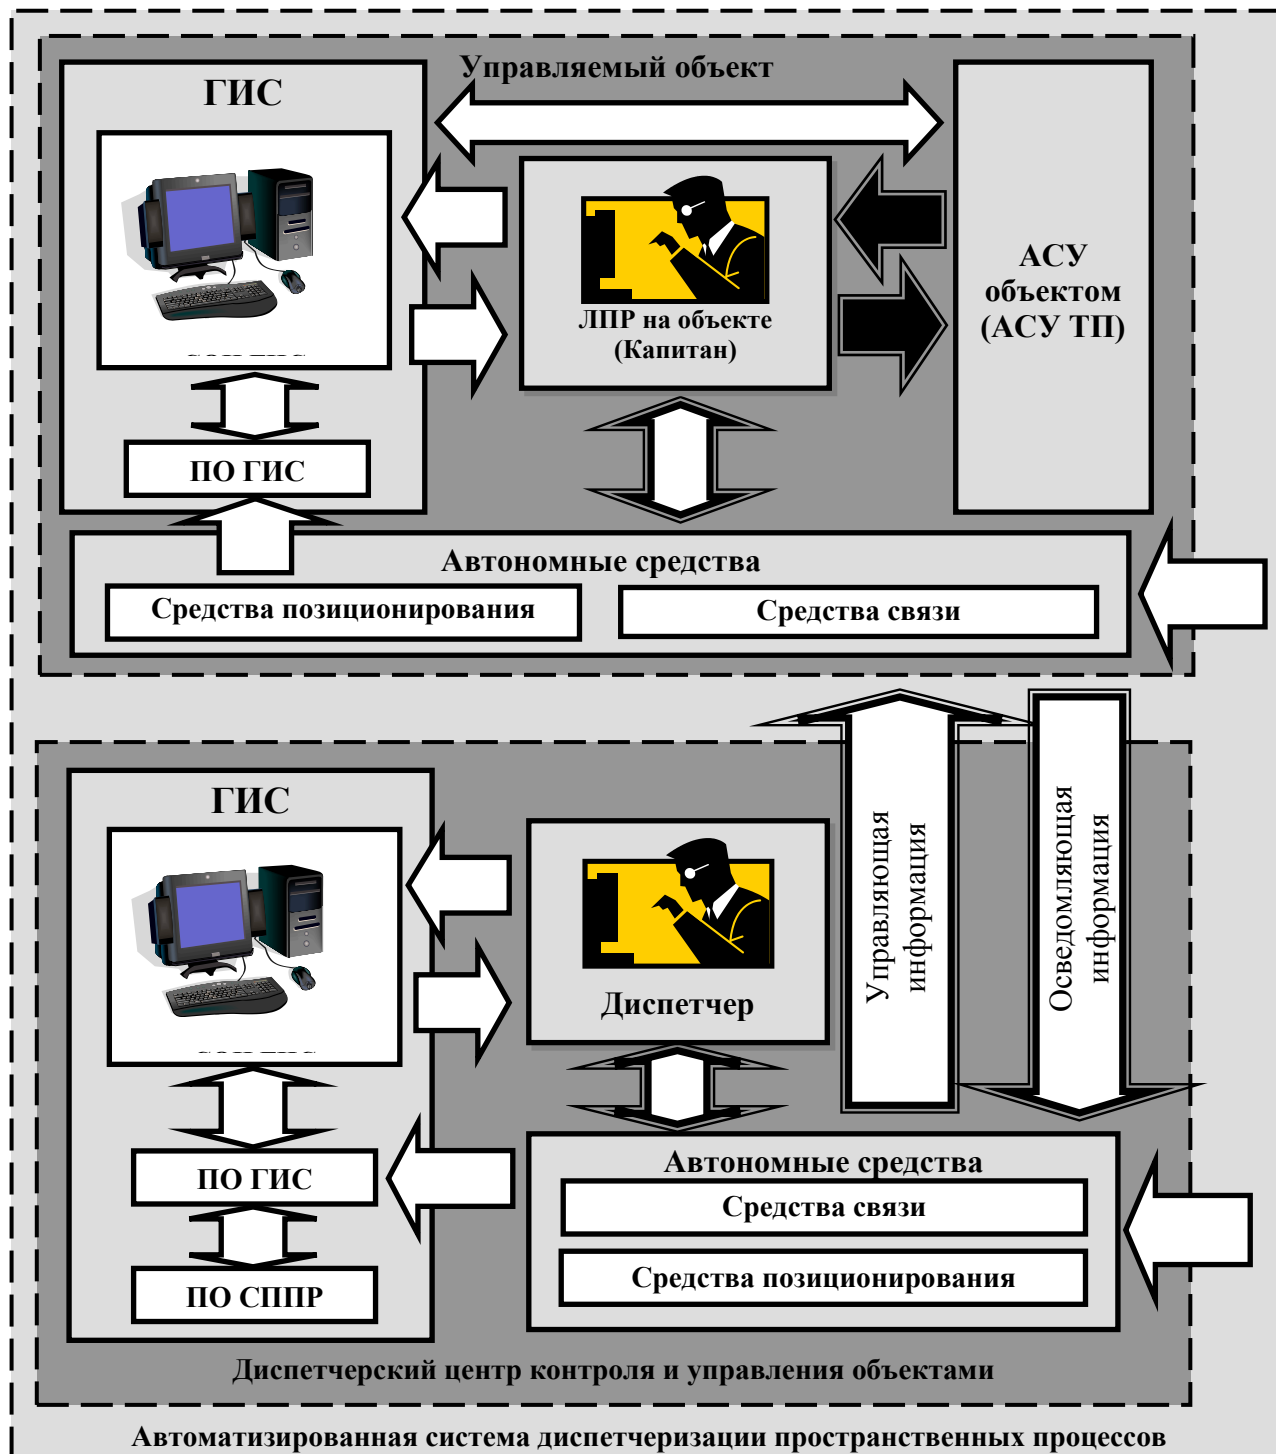 Управляемый объект
ГИС
ЛПР на объекте
(Капитан)
АСУ
объектом
(АСУ ТП)
ПО ГИС
Автономные средства
Средства позиционирования
Средства связи
Управляющая
информация
Осведомляющая
информация
ГИС
Диспетчер
ПО ГИС
ПО СППР
Автономные средства
Средства связи
Средства позиционирования
Диспетчерский центр контроля и управления объектами
Автоматизированная система диспетчеризации пространственных процессов